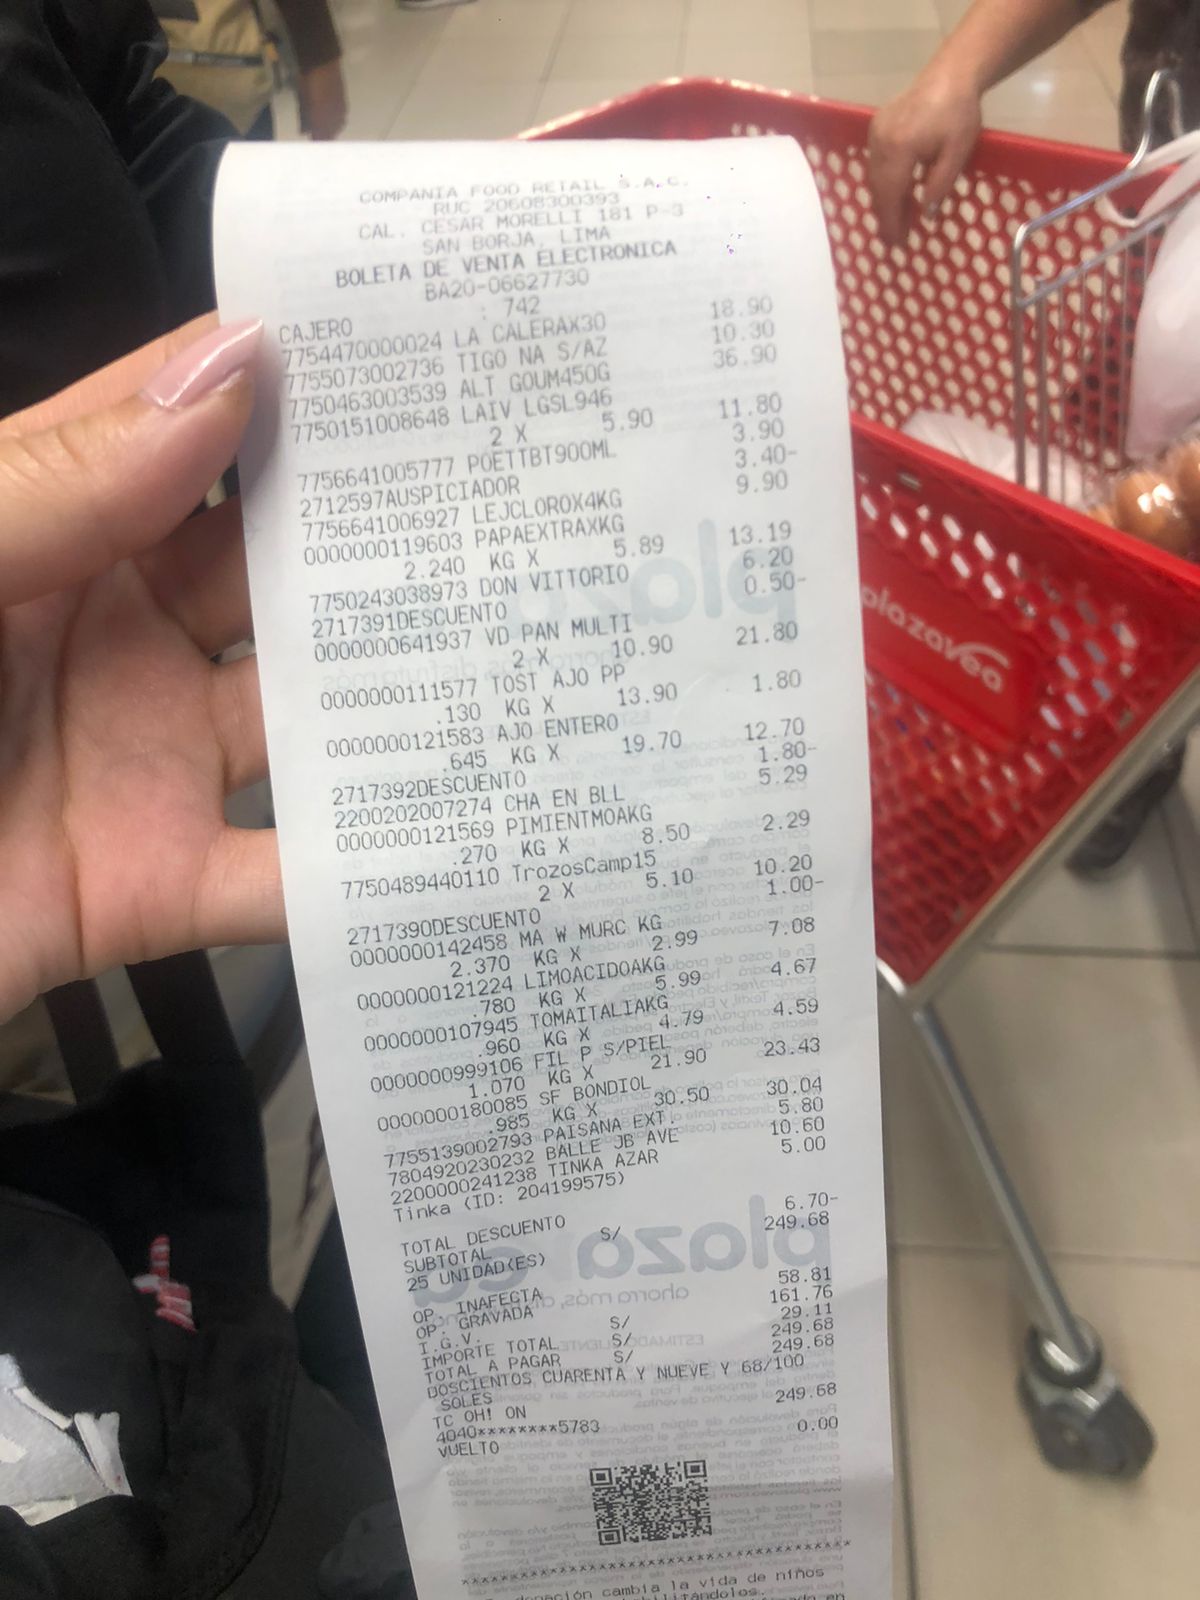 COMPANIA FOOD RETAIL S.A.C.
RUC 20608300393
CAL. CESAR MORELLI 181 P-3
SAN BORJA, LIMA
BOLETA DE VENTA ELECTRONICA
BA20-06627730
CAJERO : 742
7754470000024 LA CALERAX30 18.90
7755073002736 TIGO NA S/AZ 10.30
7750463003539 ALT GOUM450G 36.90
7750151008648 LAIV LGSL946
2 X 5.90 11.80
7756641005777 POETTBT900ML 3.90
2712597AUSPICIADOR 3.40-
7756641006927 LEJCLOROX4KG 9.90
0000000119603 PAPAEXTRAXKG
2.240 KG X 5.89 13.19
7750243038973 DON VITTORIO 6.20
2717391DESCUENTO 0.50-
0000000641937 VD PAN MULTI
2 X 10.90 21.80
0000000111577 TOST AJO PP
.130 KG X 13.90 1.80
0000000121583 AJO ENTERO
.645 KG X 19.70 12.70
2717392DESCUENTO 1.80-
2200202007274 CHA EN BLL 5.29
0000000121569 PIMIENTMOAKG
.270 KG X 8.50 2.29
7750489440110 TrozosCamp15
2 X 5.10 10.20
2717390DESCUENTO 1.00-
0000000142458 MA W MURC KG
2.370 KG X 2.99 7.08
0000000121224 LIMOACIDOAKG
.780 KG X 5.99 4.67
0000000107945 TOMAITALIAKG
.960 KG X 4.79 4.59
0000000999106 FIL P S/PIEL
1.070 KG X 21.90 23.43
0000000180085 SF BONDIOL
.985 KG X 30.50 30.04
7755139002793 PAISANA EXT. 5.80
7804920230232 BALLE JB AVE 10.60
2200000241238 TINKA AZAR 5.00
Tinka (ID: 204199575)
TOTAL DESCUENTO 6.70-
SUBTOTAL S/ 249.68
25 UNIDAD(ES)
OP. INAFECTA 58.81
OP. GRAVADA 161.76
I.G.V. S/ 29.11
IMPORTE TOTAL S/ 249.68
TOTAL A PAGAR S/ 249.68
DOSCIENTOS CUARENTA Y NUEVE Y 68/100
SOLES
TC OH! ON 249.68
4040********5783
VUELTO 0.00
****************************************
donación cambia la vida de niños
plazavea